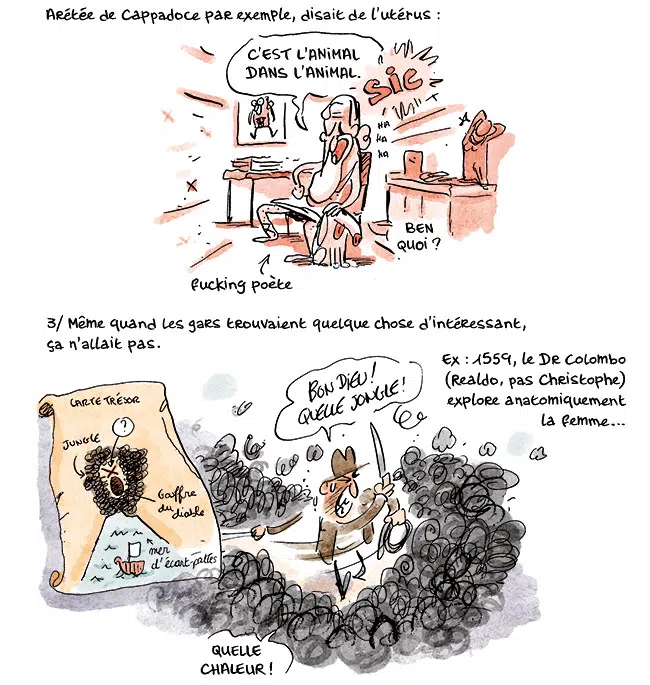 Arétée de Cappadoce par exemple, disait de l'utérus :
C'EST L'ANIMAL
DANS L'ANIMAL.
SIC
HA
HA
HA
BEN
QUOI ?
fucking poète
3/ Même quand les gars trouvaient quelque chose d'intéressant,
ça n'allait pas.
Ex : 1559, le Dr Colombo
(Realdo, pas Christophe)
explore anatomiquement
la femme...
BON DIEU !
QUELLE JONGLE !
CARTE TRÉSOR
?
JUNGLE
Gouffre
du
diable
mer
d'écart-pattes
QUELLE
CHALEUR !